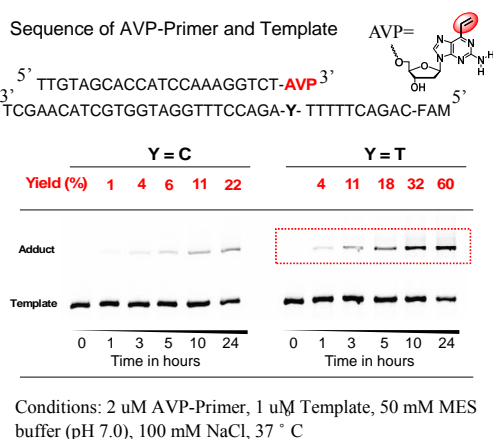 Sequence of AVP-Primer and Template
AVP=
N
N
N
N
NH2
O
O
OH
5’ TTGTAGCACCATCCAAAGGTCT-AVP 3’
3’ TCGAACATCGTGGTAGGTTTCCAGA-Y- TTTTTCAGAC-FAM 5’
Y = C Y = T
Yield (%) 1 4 6 11 22 4 11 18 32 60
Adduct
Template
0 1 3 5 10 24 0 1 3 5 10 24
Time in hours Time in hours
Conditions: 2 uM AVP-Primer, 1 uM Template, 50 mM MES
buffer (pH 7.0), 100 mM NaCl, 37 ° C